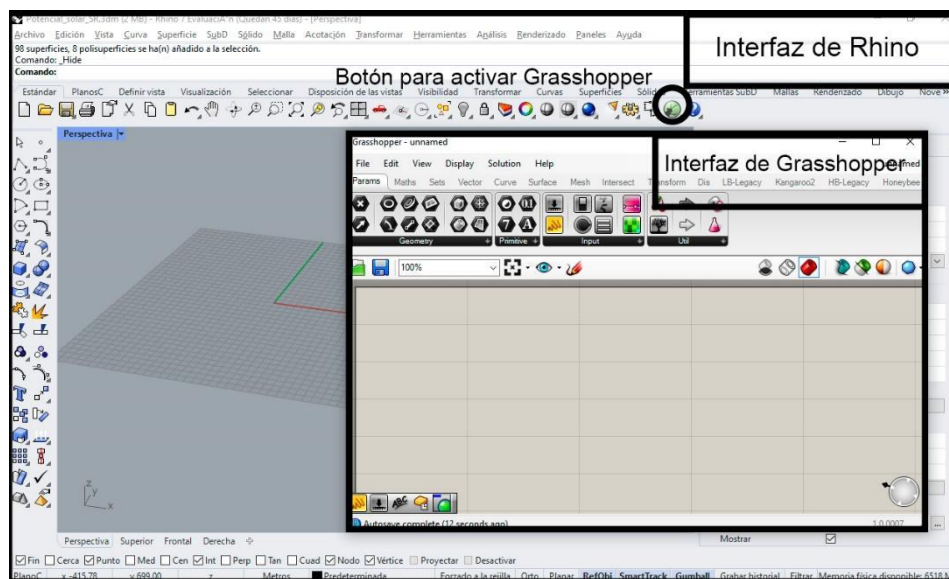 Potencial_solar_SR.3dm (2 MB) - Rhino 7 EvaluaciÃ³n (Quedan 45 días) - [Perspectiva]
Archivo Edición Vista Curva Superficie SubD Sólido Malla Acotación Transformar Herramientas Análisis Renderizado Paneles Ayuda
Interfaz de Rhino
98 superficies, 8 polisuperficies se ha(n) añadido a la selección.
Comando: _Hide
Comando:
Botón para activar Grasshopper
Estándar PlanosC Definir vista Visualización Seleccionar Disposición de las vistas Visibilidad Transformar Curvas Superficies Sólidos Herramientas SubD Mallas Renderizado Dibujo Nove
Perspectiva
Grasshopper - unnamed
File Edit View Display Solution Help
unnamed
Interfaz de Grasshopper
Params Maths Sets Vector Curve Surface Mesh Intersect Transform Dis LB-Legacy Kangaroo2 HB-Legacy Honeybee
Geometry Primitive Input Util
100%
z
y
x
Autosave complete (12 seconds ago)
1.0.0007
Perspectiva Superior Frontal Derecha
Mostrar
Fin Cerca Punto Med Cen Int Perp Tan Cuad Nodo Vértice Proyectar Desactivar
PlanoC x -415.78 y 699.00 z Metros Predeterminada Forzado a la rejilla Orto Planar RefObj SmartTrack Gumball Grabar historial Filtrar Memoria física disponible: 6518